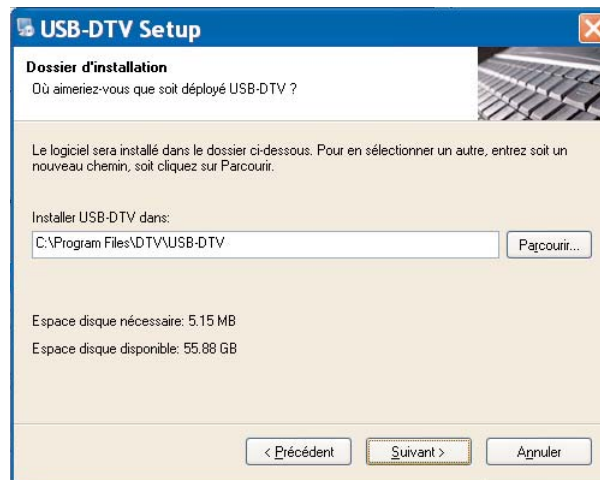 USB-DTV Setup
Dossier d'installation
Où aimeriez-vous que soit déployé USB-DTV ?
Le logiciel sera installé dans le dossier ci-dessous. Pour en sélectionner un autre, entrez soit un
nouveau chemin, soit cliquez sur Parcourir.
Installer USB-DTV dans:
C:\Program Files\DTV\USB-DTV
Parcourir...
Espace disque nécessaire: 5.15 MB
Espace disque disponible: 55.88 GB
< Précédent
Suivant >
Annuler